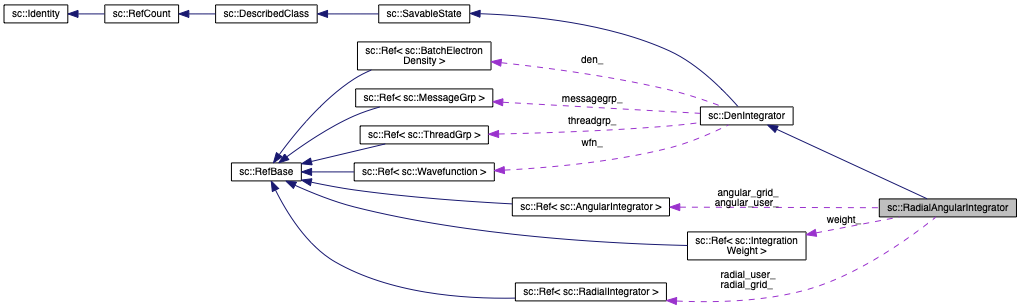 sc::Identity
sc::RefCount
sc::DescribedClass
sc::SavableState
sc::Ref< sc::BatchElectron
Density >
den_
sc::Ref< sc::MessageGrp >
messagegrp_
sc::DenIntegrator
sc::Ref< sc::ThreadGrp >
threadgrp_
wfn_
sc::RefBase
sc::Ref< sc::Wavefunction >
angular_grid_
angular_user_
sc::Ref< sc::AngularIntegrator >
sc::RadialAngularIntegrator
weight_
sc::Ref< sc::Integration
Weight >
radial_user_
radial_grid_
sc::Ref< sc::RadialIntegrator >